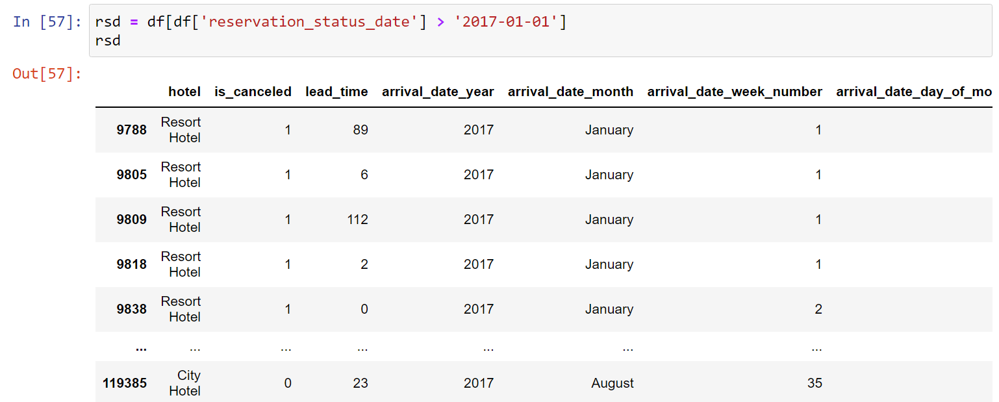 In [57]: rsd = df[df['reservation_status_date'] > '2017-01-01']
rsd
Out[57]:
hotel is_canceled lead_time arrival_date_year arrival_date_month arrival_date_week_number arrival_date_day_of_mo
9788 Resort Hotel 1 89 2017 January 1
9805 Resort Hotel 1 6 2017 January 1
9809 Resort Hotel 1 112 2017 January 1
9818 Resort Hotel 1 2 2017 January 1
9838 Resort Hotel 1 0 2017 January 2
... ... ... ... ... ... ...
119385 City Hotel 0 23 2017 August 35